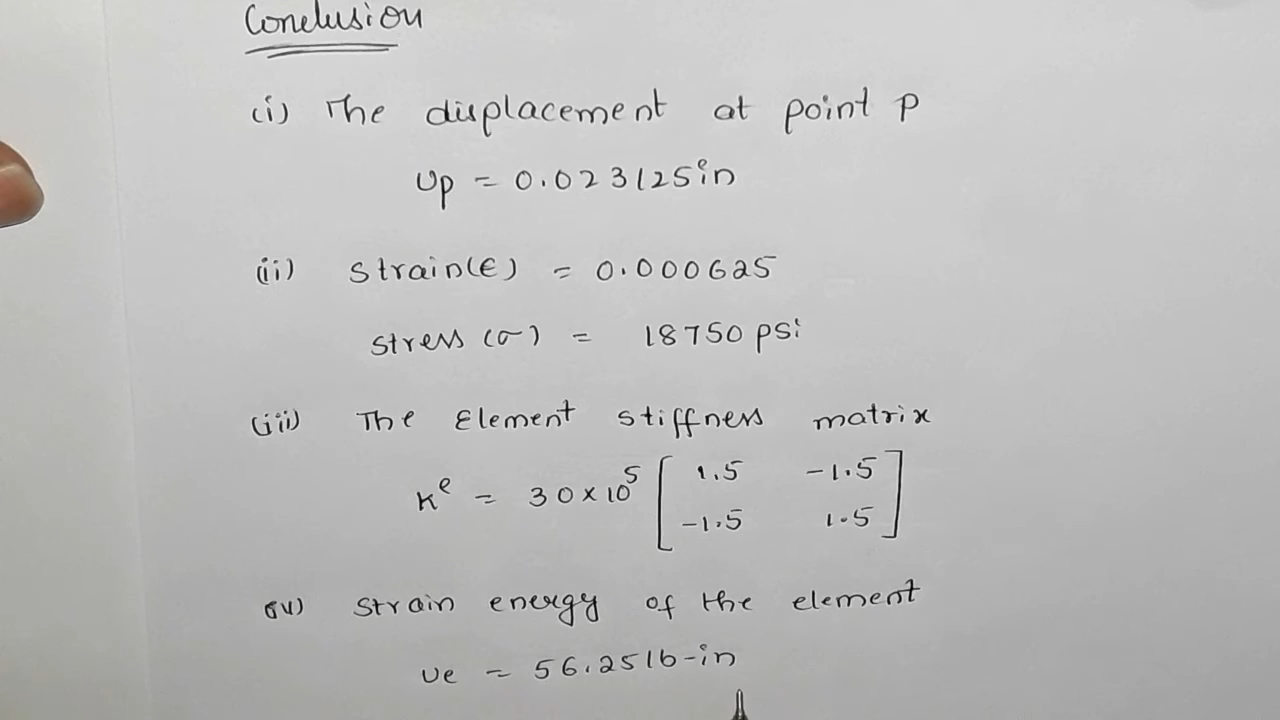 Conclusion
(i) The displacement at point P
Up = 0.023125in
(ii) strain(ϵ) = 0.000625
stress (σ) = 18750 psi
(iii) The Element stiffness matrix
K^e = 30×10^5 [ 1.5 -1.5
-1.5 1.5 ]
(iv) strain energy of the element
Ue = 56.25lb-in